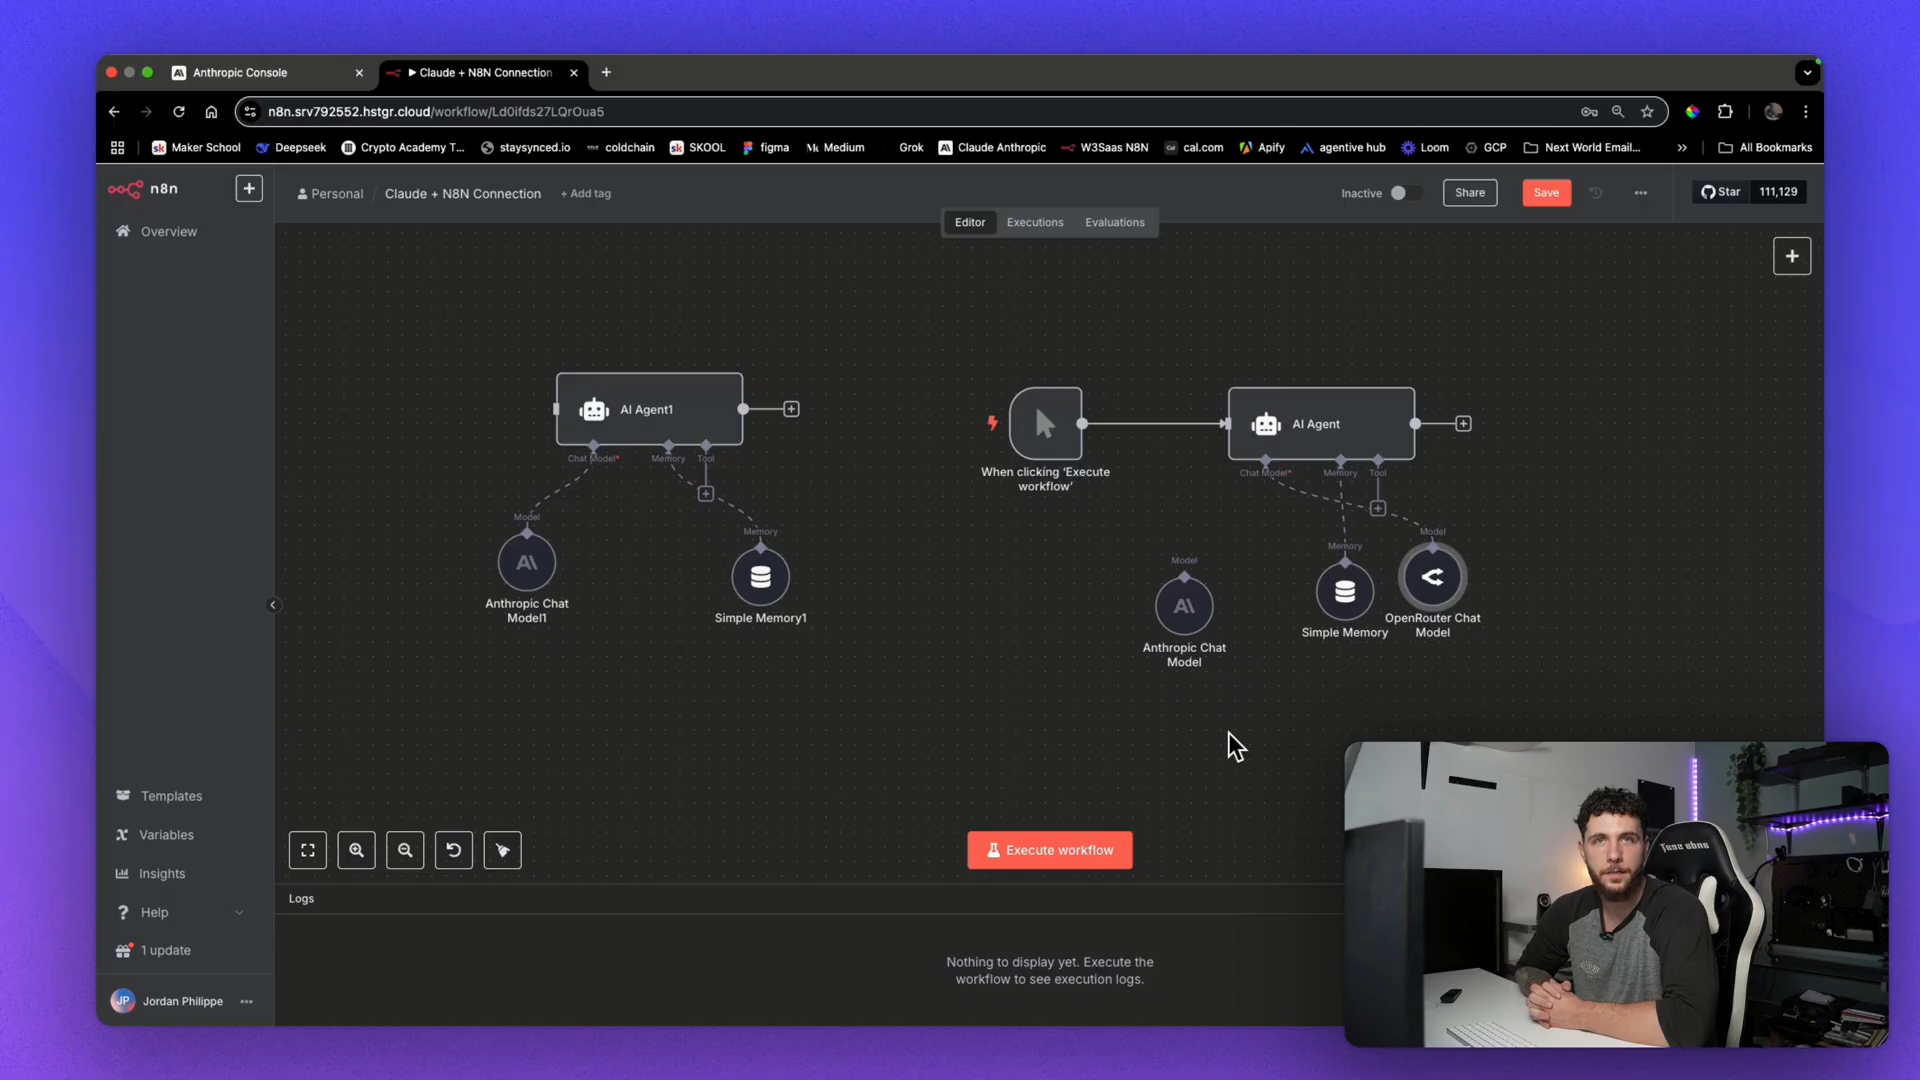 Anthropic Console
Claude + N8N Connection
n8n.srv792552.hstgr.cloud/workflow/Ld0ifds27LQrOua5
Maker School
Deepseek
Crypto Academy T...
staysynced.io
coldchain
SKOOL
figma
Medium
Grok
Claude Anthropic
W3Saas N8N
cal.com
Apify
agentive hub
Loom
GCP
Next World Email...
All Bookmarks
n8n
Personal / Claude + N8N Connection + Add tag
Inactive
Share
Save
Star 111,129
Editor Executions Evaluations
Overview
AI Agent1
Chat Model* Memory Tool
Model
Anthropic Chat
Model1
Memory
Simple Memory1
When clicking ‘Execute
workflow’
AI Agent
Chat Model* Memory Tool
Model
Anthropic Chat
Model
Memory
Simple Memory
Model
OpenRouter Chat
Model
Templates
Variables
Insights
Help
1 update
JP Jordan Philippe
Execute workflow
Logs
Nothing to display yet. Execute the
workflow to see execution logs.